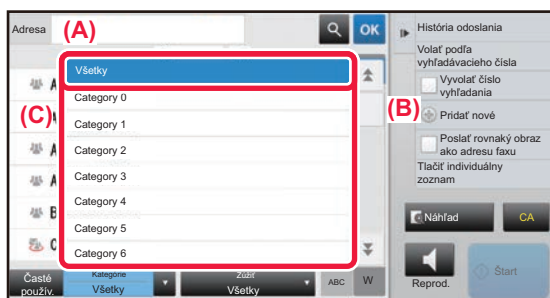 Adresa
(A)
OK
Všetky
A
Category 0
(C)
Category 1
A
Category 2
A
Category 3
Category 4
B
Category 5
C
Category 6
Časté
použív.
Kategórie
Všetky
Zúžiť
Všetky
ABC
W
História odoslania
Volať podľa
vyhľadávacieho čísla
Vyvolať číslo
vyhľadania
(B)
Pridať nové
Poslať rovnaký obraz
ako adresu faxu
Tlačiť individuálny
zoznam
Náhľad
CA
Reprod.
Štart